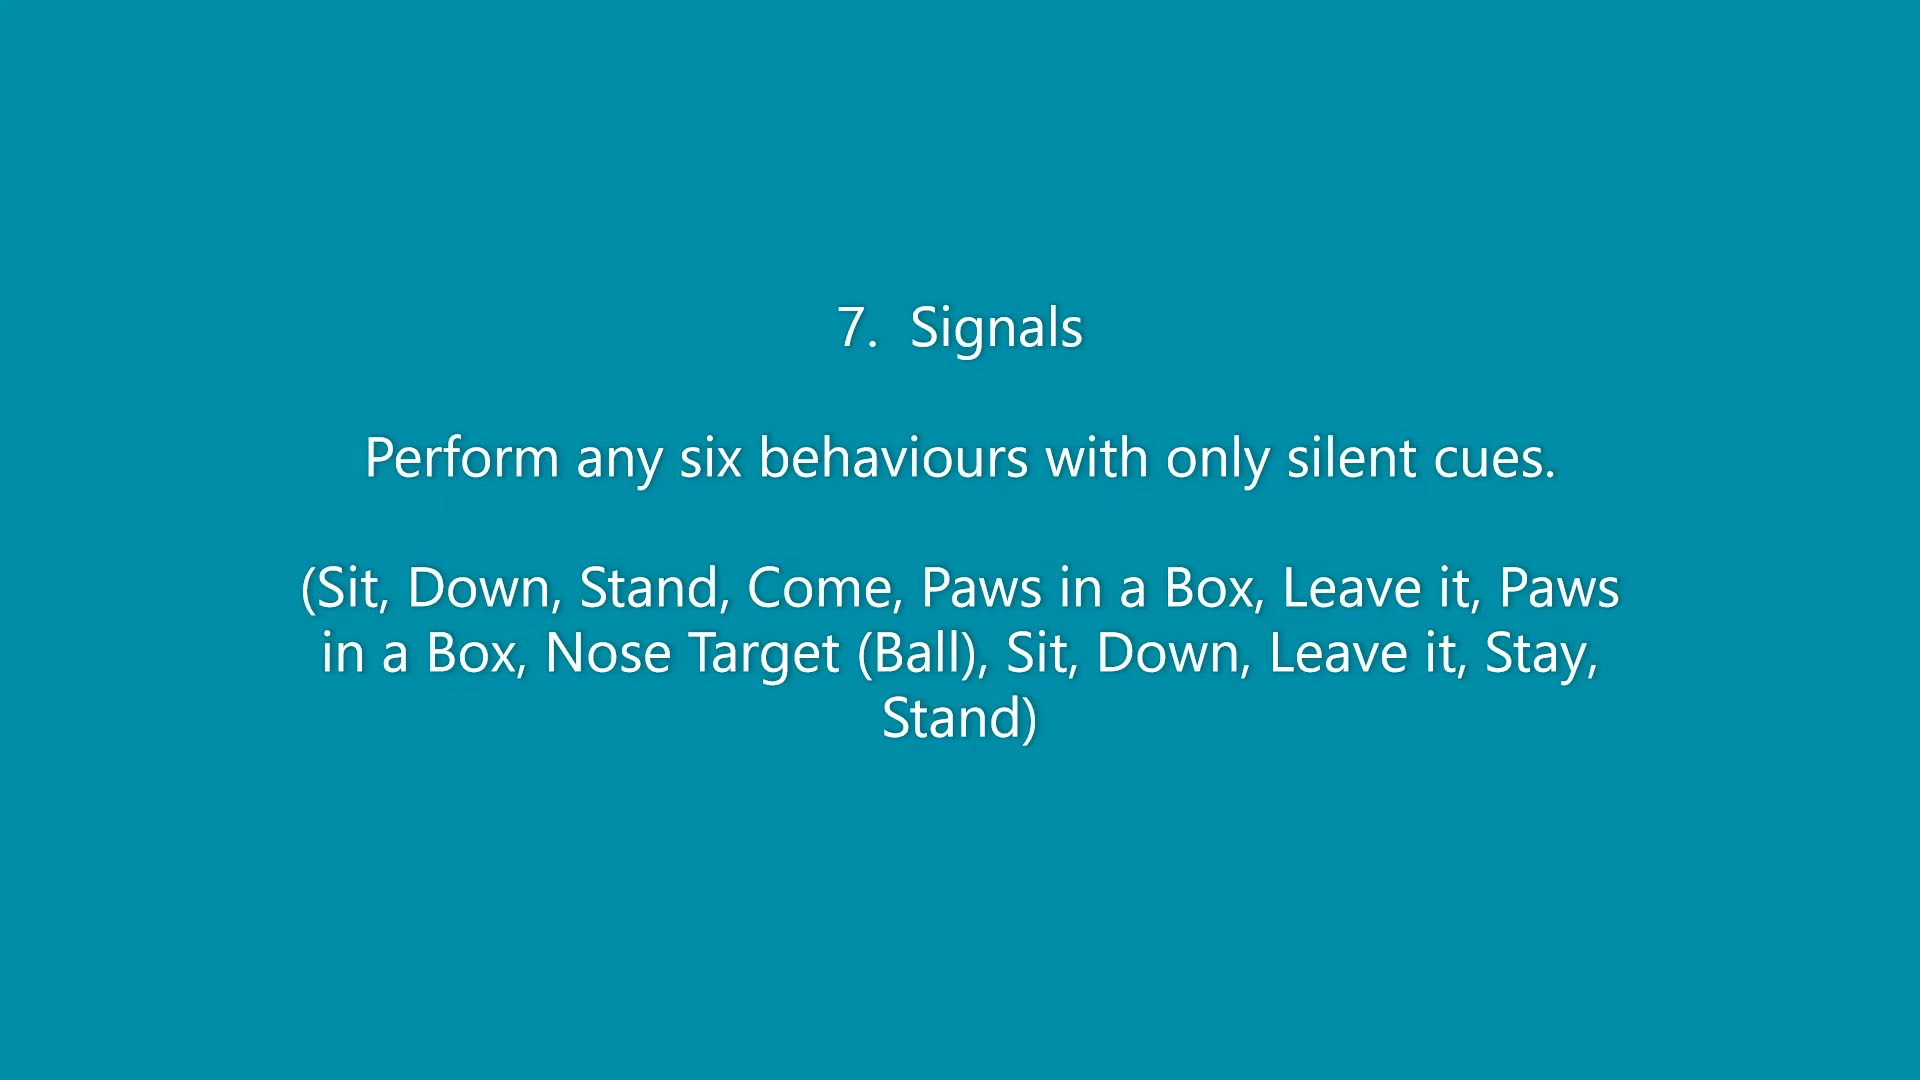 7.  Signals
Perform any six behaviours with only silent cues.
(Sit, Down, Stand, Come, Paws in a Box, Leave it, Paws
in a Box, Nose Target (Ball), Sit, Down, Leave it, Stay,
Stand)